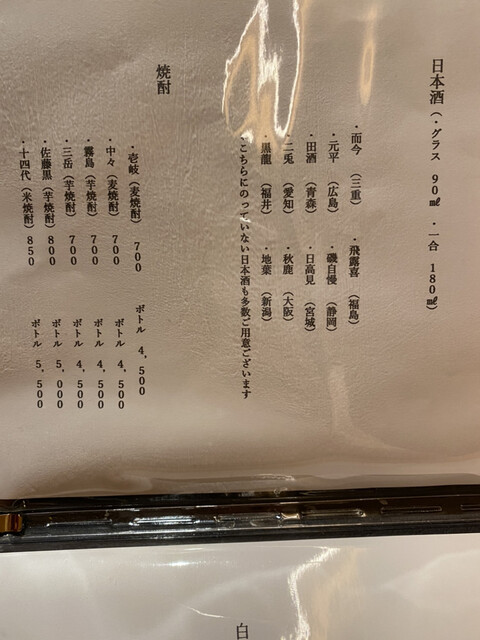 日本酒（・グラス 90㎖ ・一合 180㎖）
・而今（三重） ・飛露喜（福島）
・元平（広島） ・磯自慢（静岡）
・田酒（青森） ・日高見（宮城）
・二兎（愛知） ・秋鹿（大阪）
・黒龍（福井） ・地葉（新潟）
・こちらにのっていない日本酒も多数ご用意ございます
焼酎
・壱岐（麦焼酎）700 ボトル 4,500
・中々（麦焼酎）700 ボトル 4,500
・霧島（芋焼酎）700 ボトル 4,500
・三岳（芋焼酎）700 ボトル 4,500
・佐藤黒（芋焼酎）800 ボトル 5,000
・十四代（米焼酎）850 ボトル 5,500
白